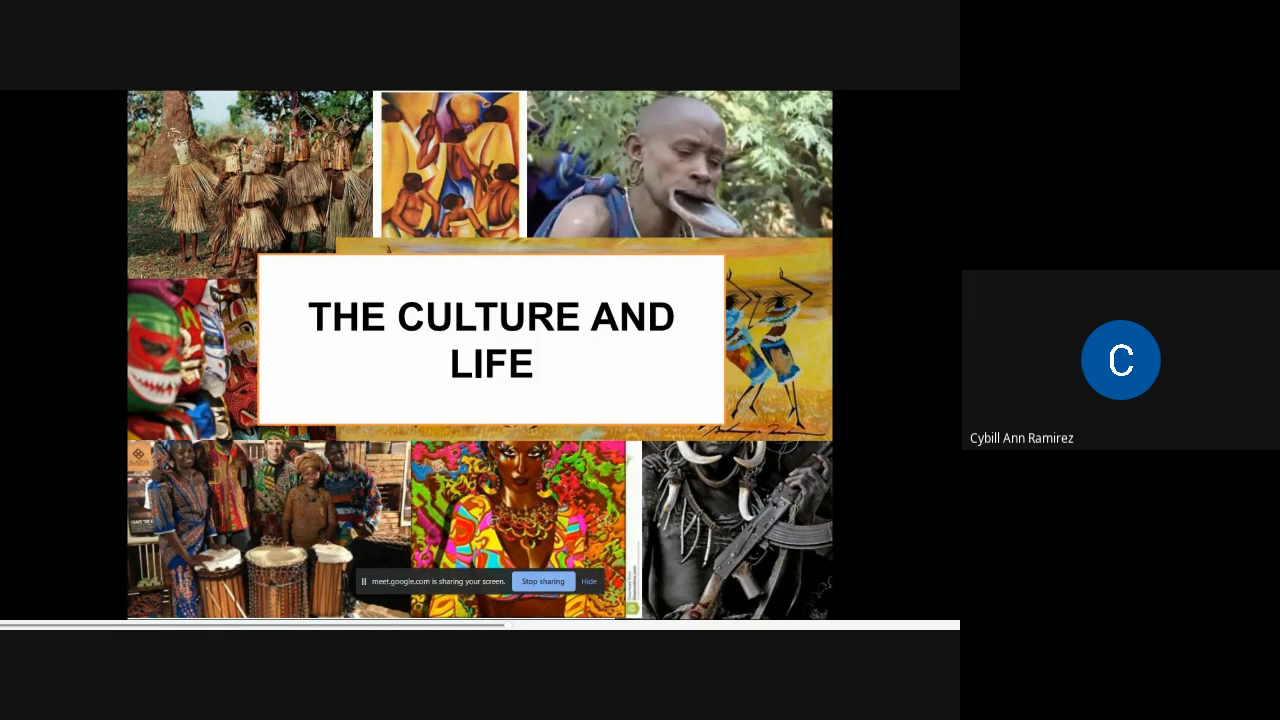 THE CULTURE AND
LIFE
meet.google.com is sharing your screen.
Stop sharing
Hide
C
Cybill Ann Ramirez